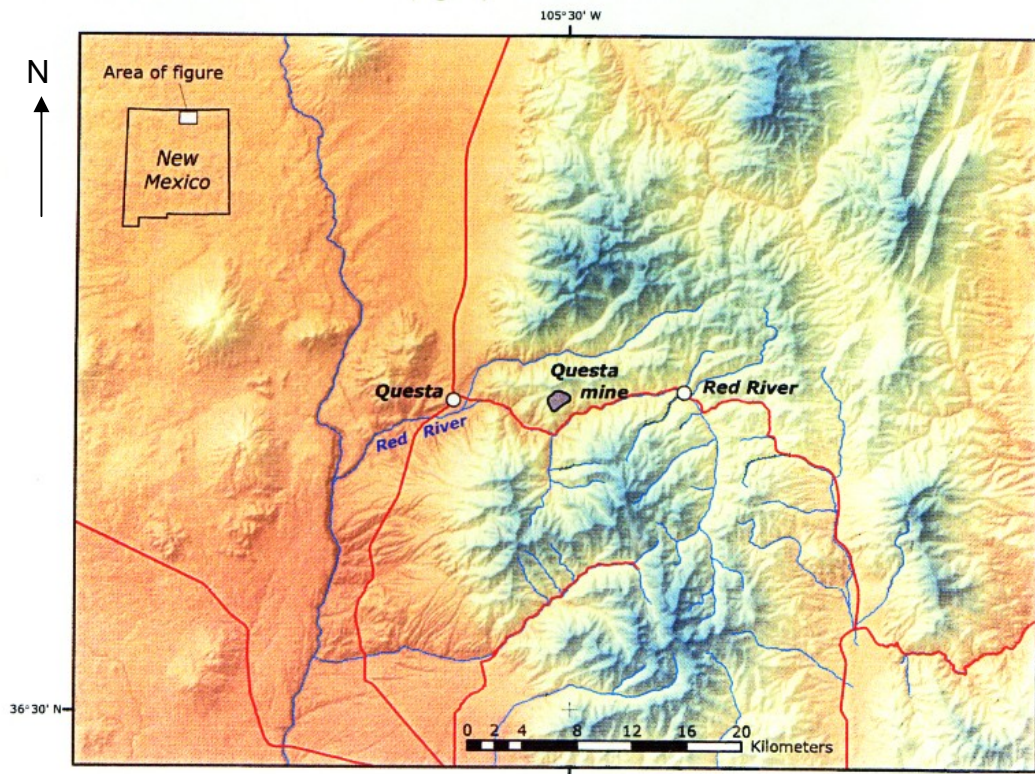 105°30' W
N
Area of figure
New
Mexico
Questa
Questa
mine
Red River
Red River
36°30' N
0 2 4 8 12 16 20
Kilometers